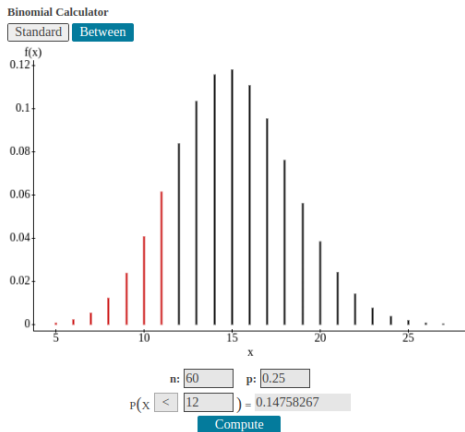 Binomial Calculator
Standard Between
f(x)
0.12
0.1
0.08
0.06
0.04
0.02
0
5 10 15 20 25
x
n: 60 p: 0.25
P(X < 12 ) = 0.14758267
Compute